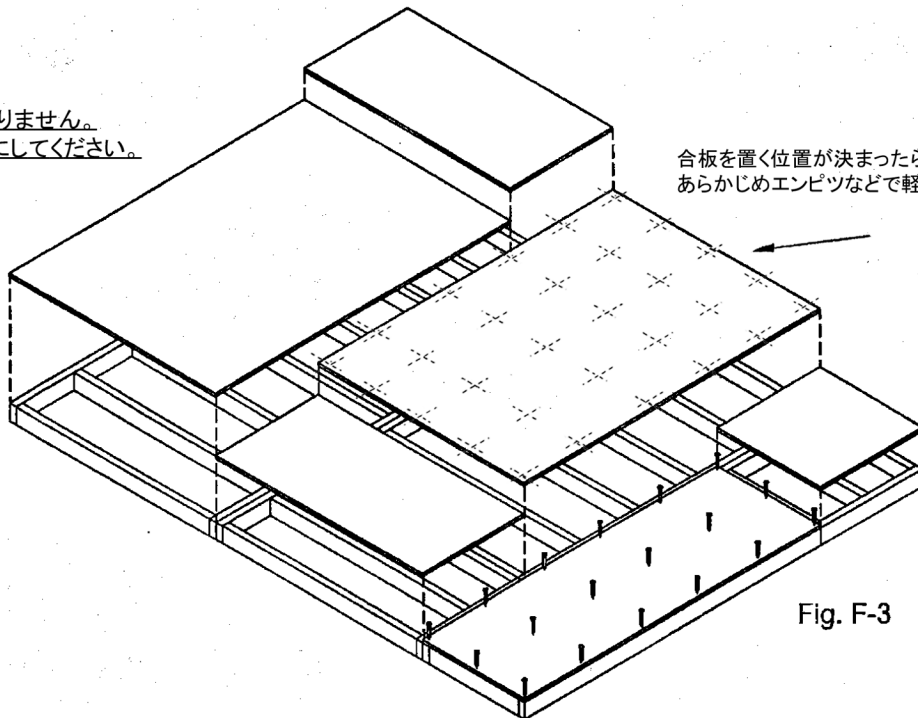 りません。
にしてください。
合板を置く位置が決まったら
あらかじめエンピツなどで軽
Fig. F-3